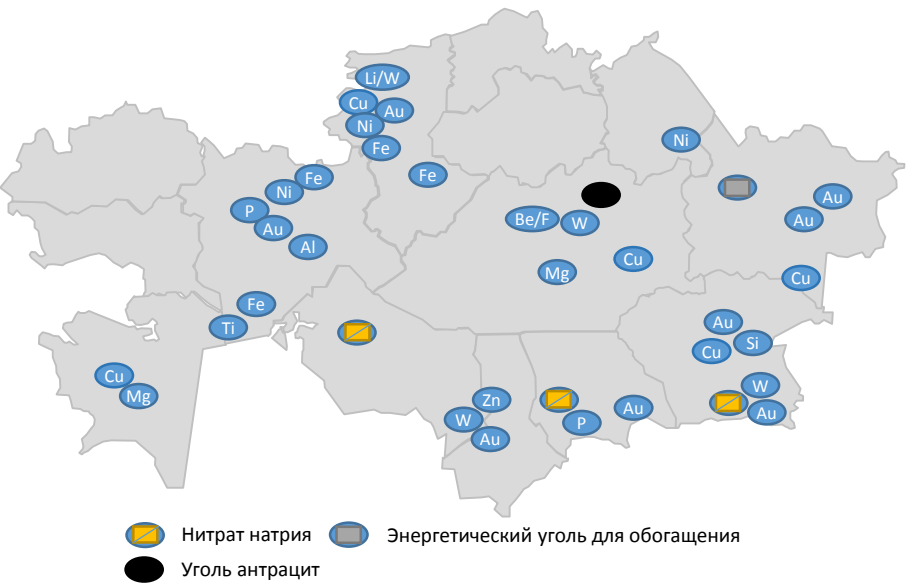 Li/W
Cu
Au
Ni
Fe
Ni
Fe
Fe
Ni
P
Au
Au
Be/F
W
Au
Au
Al
Cu
Mg
Cu
Fe
Ti
Au
Si
Cu
Cu
Mg
W
Zn
Au
Au
W
P
Au
Нитрат натрия
Энергетический уголь для обогащения
Уголь антрацит